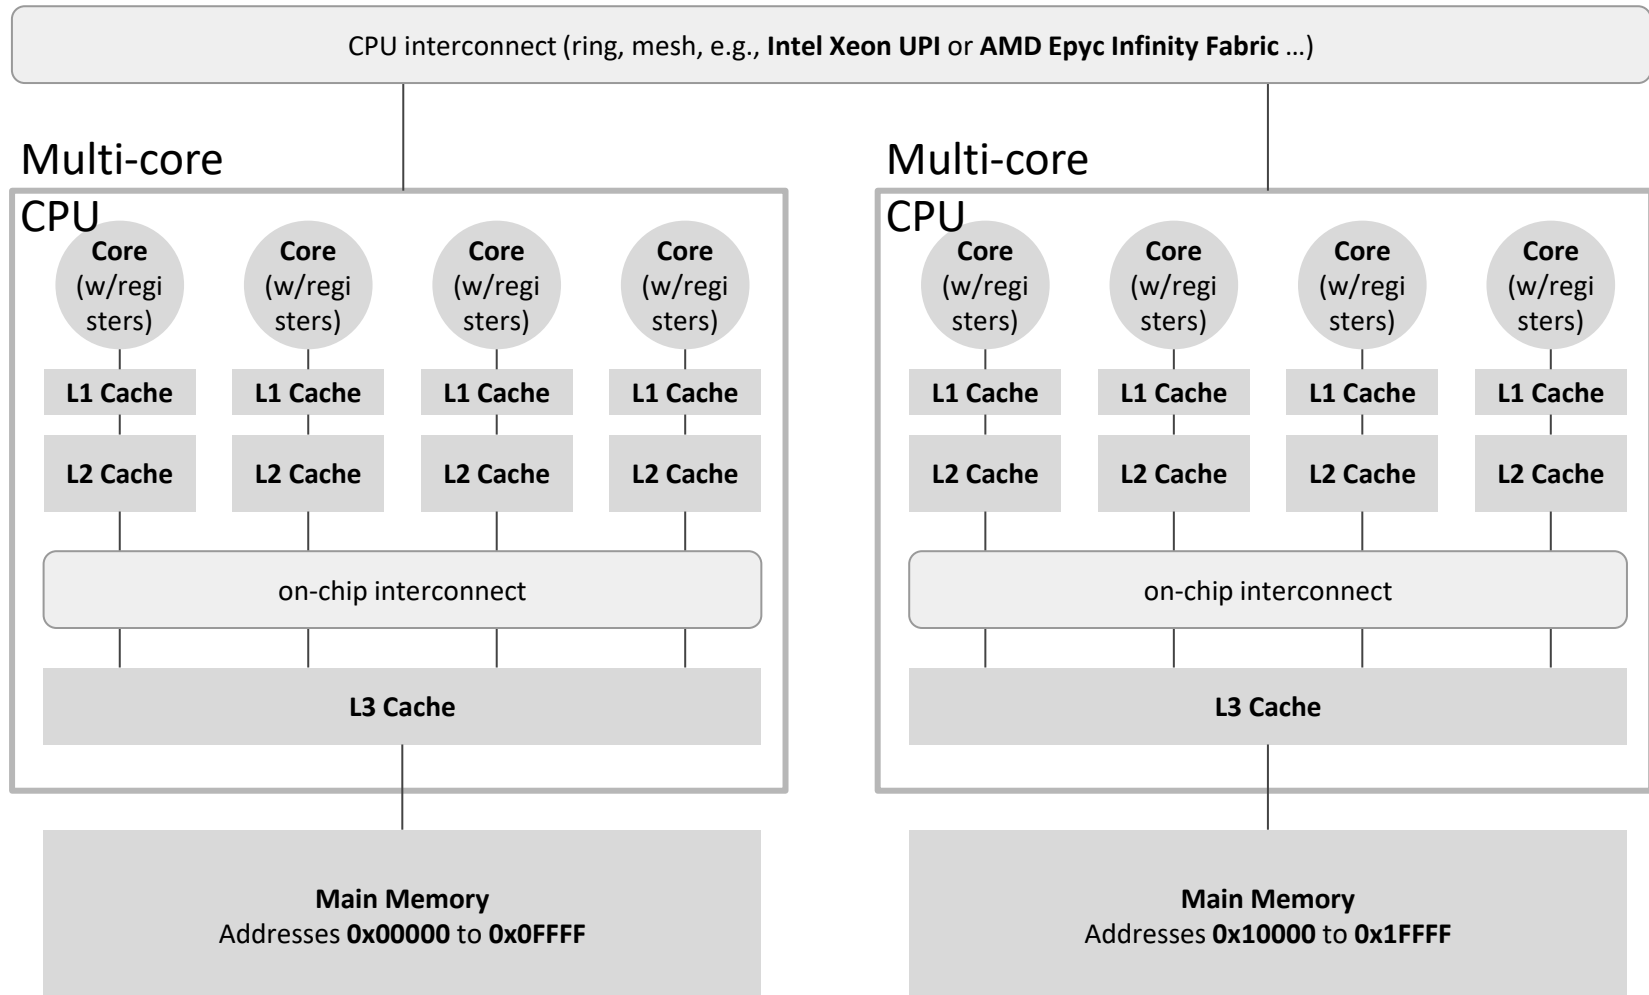 CPU interconnect (ring, mesh, e.g., Intel Xeon UPI or AMD Epyc Infinity Fabric ...)
Multi-core
CPU
Core
(w/regi
sters)
Core
(w/regi
sters)
Core
(w/regi
sters)
Core
(w/regi
sters)
L1 Cache
L1 Cache
L1 Cache
L1 Cache
L2 Cache
L2 Cache
L2 Cache
L2 Cache
on-chip interconnect
L3 Cache
Main Memory
Addresses 0x00000 to 0x0FFFF
Multi-core
CPU
Core
(w/regi
sters)
Core
(w/regi
sters)
Core
(w/regi
sters)
Core
(w/regi
sters)
L1 Cache
L1 Cache
L1 Cache
L1 Cache
L2 Cache
L2 Cache
L2 Cache
L2 Cache
on-chip interconnect
L3 Cache
Main Memory
Addresses 0x10000 to 0x1FFFF